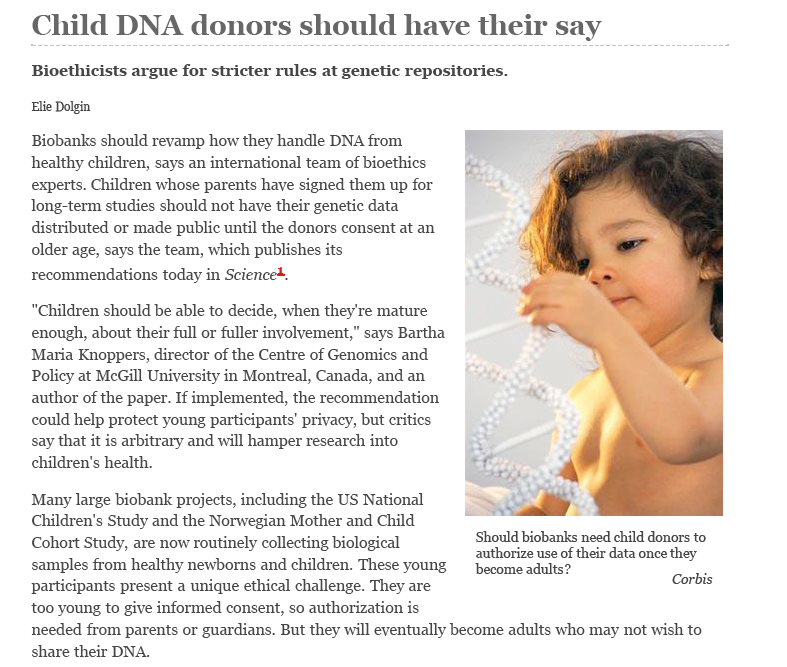 Child DNA donors should have their say
Bioethicists argue for stricter rules at genetic repositories.
Elie Dolgin
Biobanks should revamp how they handle DNA from
healthy children, says an international team of bioethics
experts. Children whose parents have signed them up for
long-term studies should not have their genetic data
distributed or made public until the donors consent at an
older age, says the team, which publishes its
recommendations today in Science1.
"Children should be able to decide, when they're mature
enough, about their full or fuller involvement," says Bartha
Maria Knoppers, director of the Centre of Genomics and
Policy at McGill University in Montreal, Canada, and an
author of the paper. If implemented, the recommendation
could help protect young participants' privacy, but critics
say that it is arbitrary and will hamper research into
children's health.
Many large biobank projects, including the US National
Children's Study and the Norwegian Mother and Child
Cohort Study, are now routinely collecting biological
samples from healthy newborns and children. These young
participants present a unique ethical challenge. They are
too young to give informed consent, so authorization is
needed from parents or guardians. But they will eventually become adults who may not wish to
share their DNA.
Should biobanks need child donors to
authorize use of their data once they
become adults?
Corbis